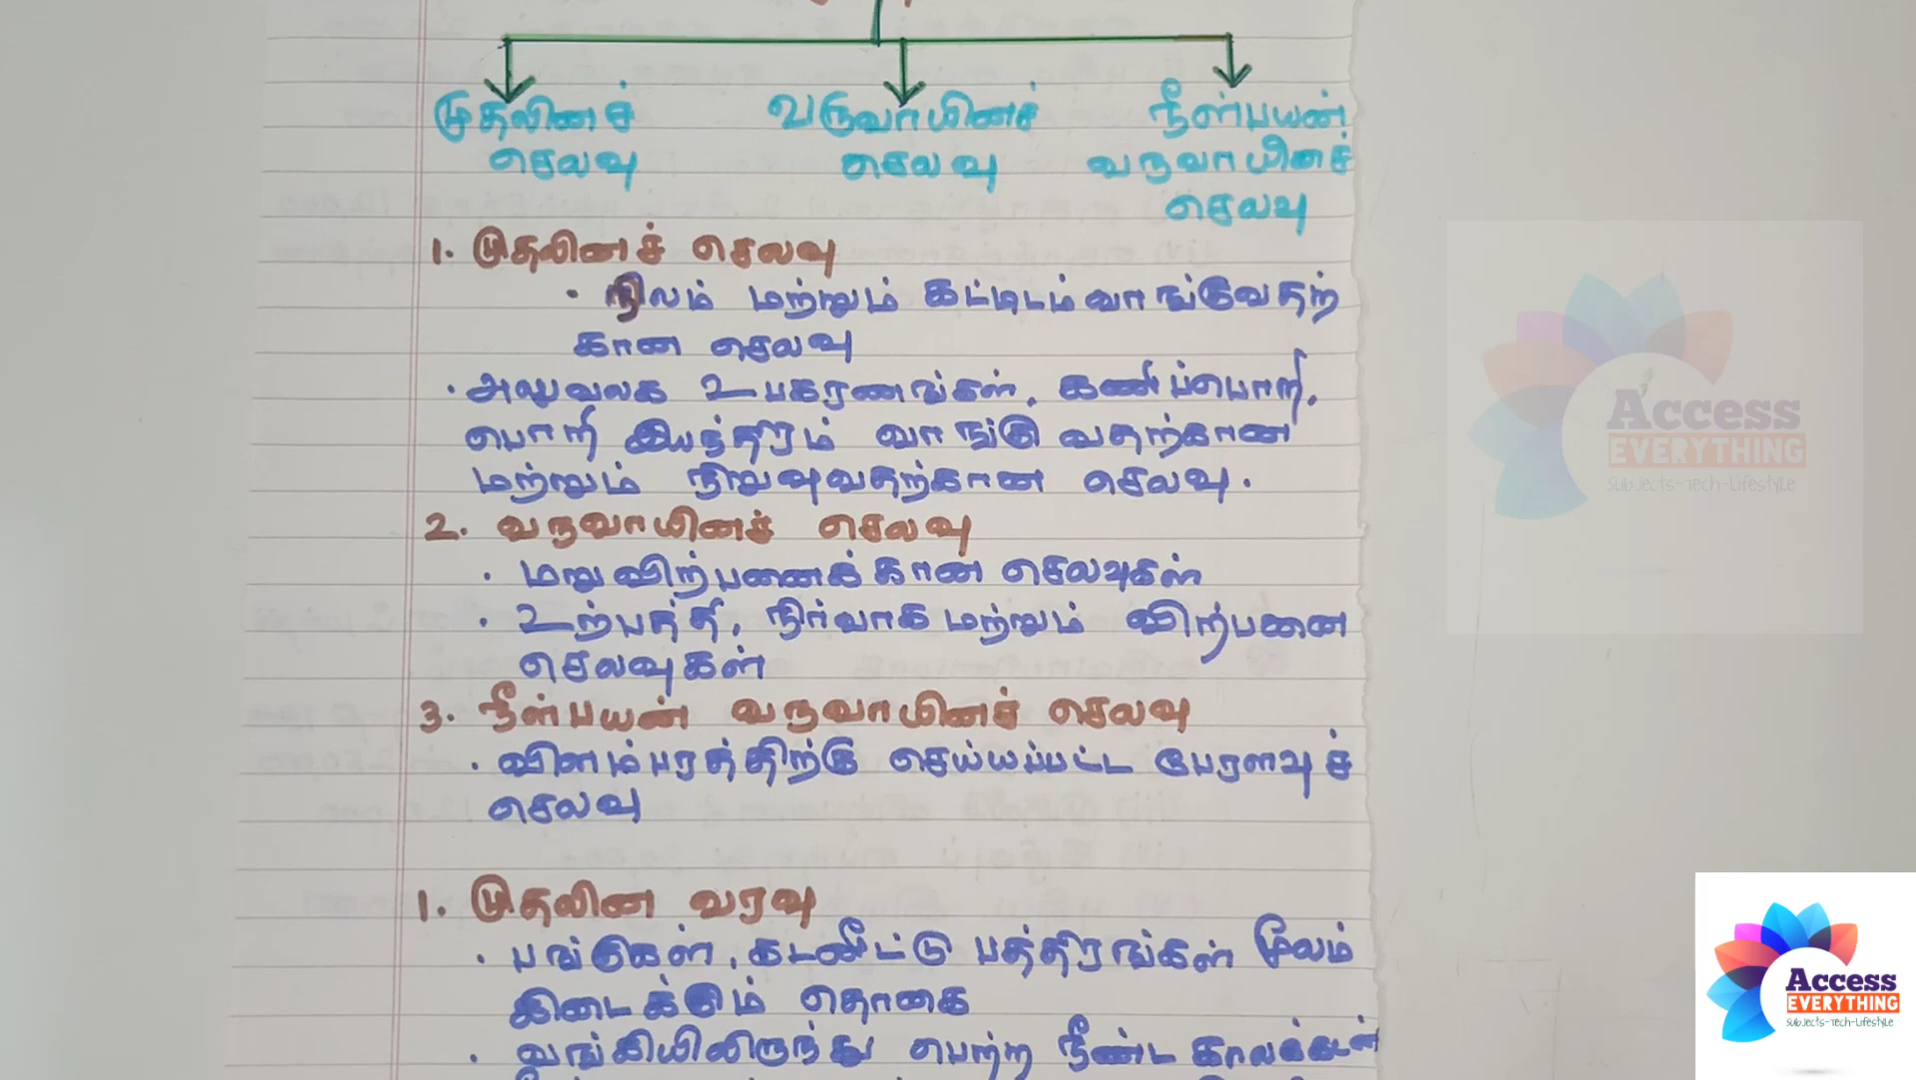 முதலினச் வருவாயினச் நீள்பயன்
செலவு செலவு வருவாயினச்
செலவு
1. முதலினச் செலவு
· நிலம் மற்றும் கட்டிடம் வாங்குவதற்
கான செலவு
· அலுவலக உபகரணங்கள், கணிப்பொறி,
பொறி இயந்திரம் வாங்குவதற்கான
மற்றும் நிறுவுவதற்கான செலவு.
2. வருவாயினச் செலவு
· மறுவிற்பனைக்கான செலவுகள்
· உற்பத்தி, நிர்வாக மற்றும் விற்பனை
செலவுகள்
3. நீள்பயன் வருவாயினச் செலவு
· விளம்பரத்திற்கு செய்யப்பட்ட பேரளவுச்
செலவு
1. முதலின வரவு
· பங்குகள், கடனீட்டு பத்திரங்கள் மூலம்
கிடைக்கும் தொகை
· வங்கியிலிருந்து பெற்ற நீண்ட காலக்கடன்
Access
EVERYTHING
Subjects-Tech-Lifestyle
Access
EVERYTHING
Subjects-Tech-Lifestyle